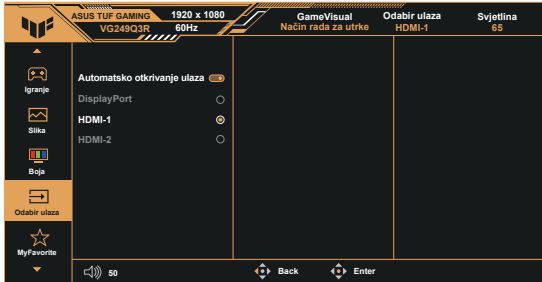 ASUS TUF GAMING 1920 x 1080 GameVisual Odabir ulaza Svjetlina
VG249Q3R 60Hz Način rada za utrke HDMI-1 65
Igranje
Slika
Boja
Odabir ulaza
MyFavorite
Automatsko otkrivanje ulaza
DisplayPort
HDMI-1
HDMI-2
50 Back Enter